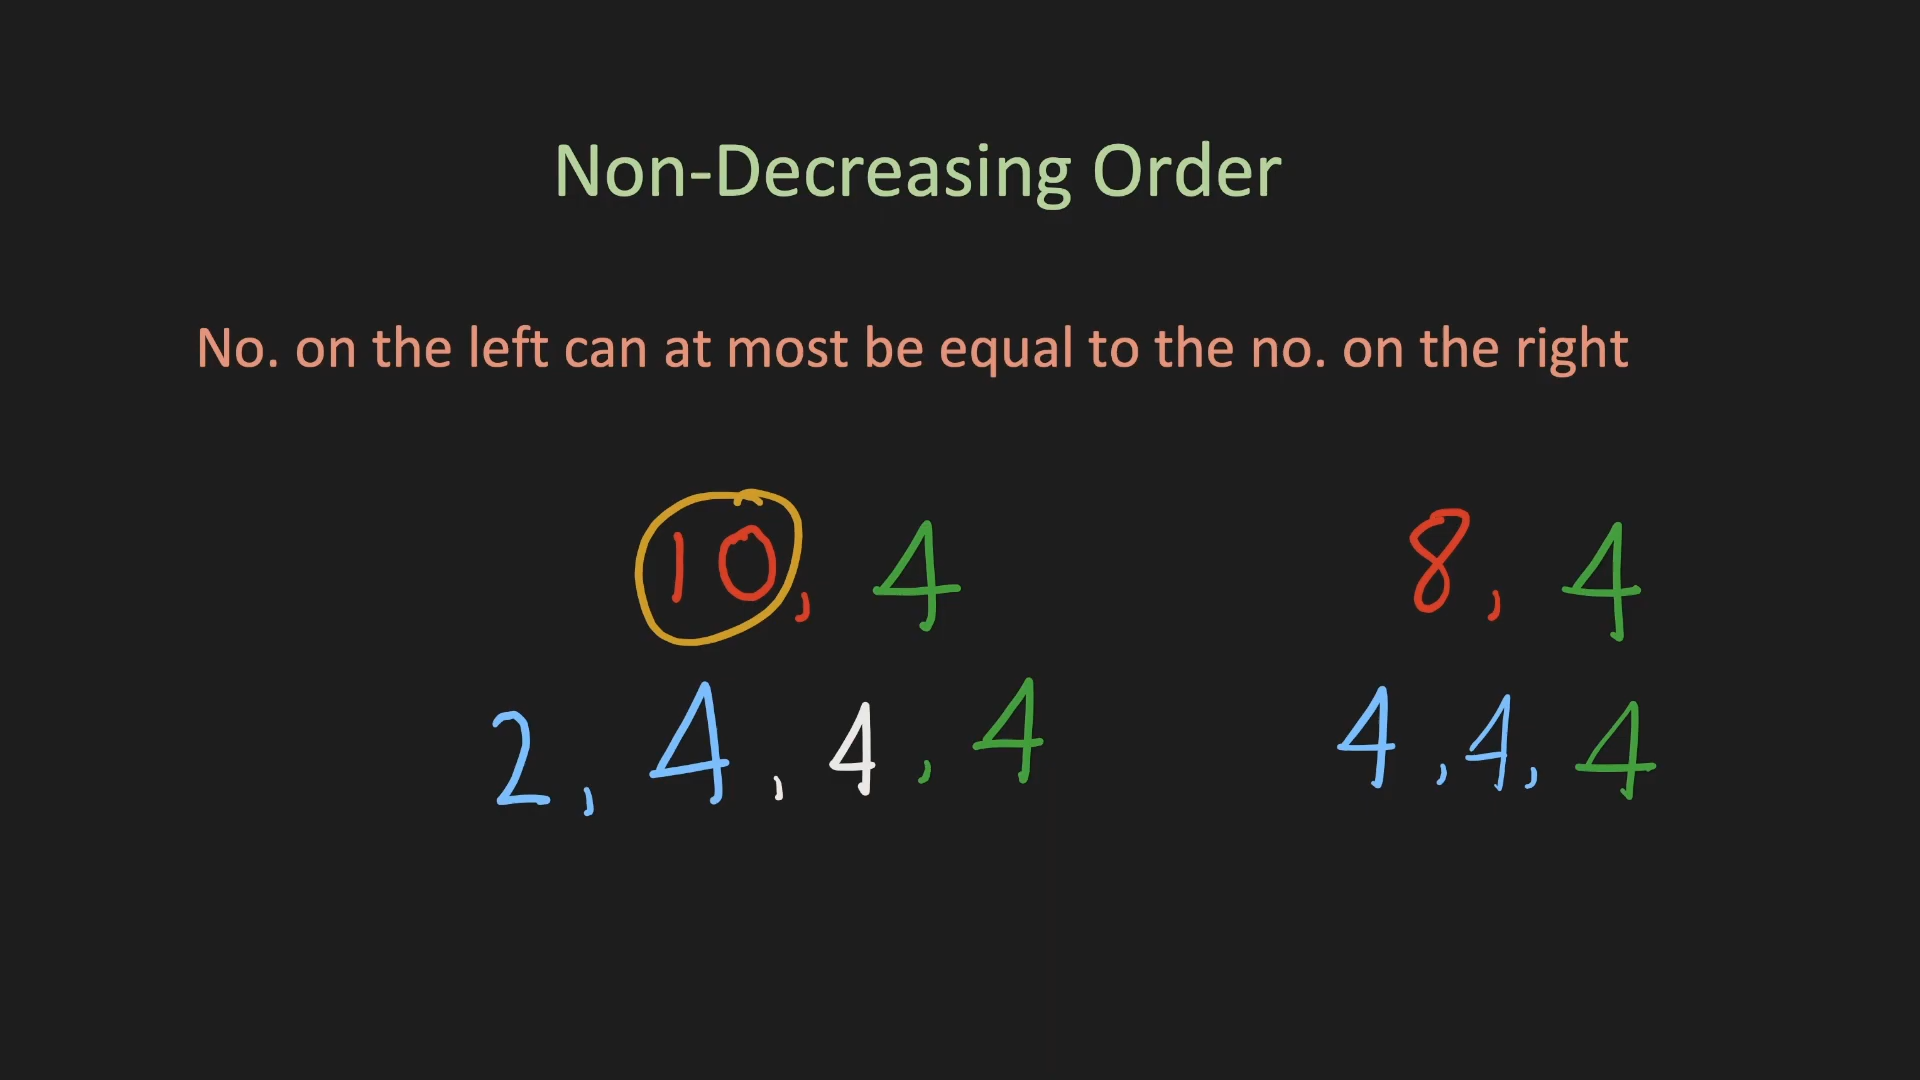 Non-Decreasing Order
No. on the left can at most be equal to the no. on the right
10, 4
8, 4
2, 4, 4, 4
4, 4, 4